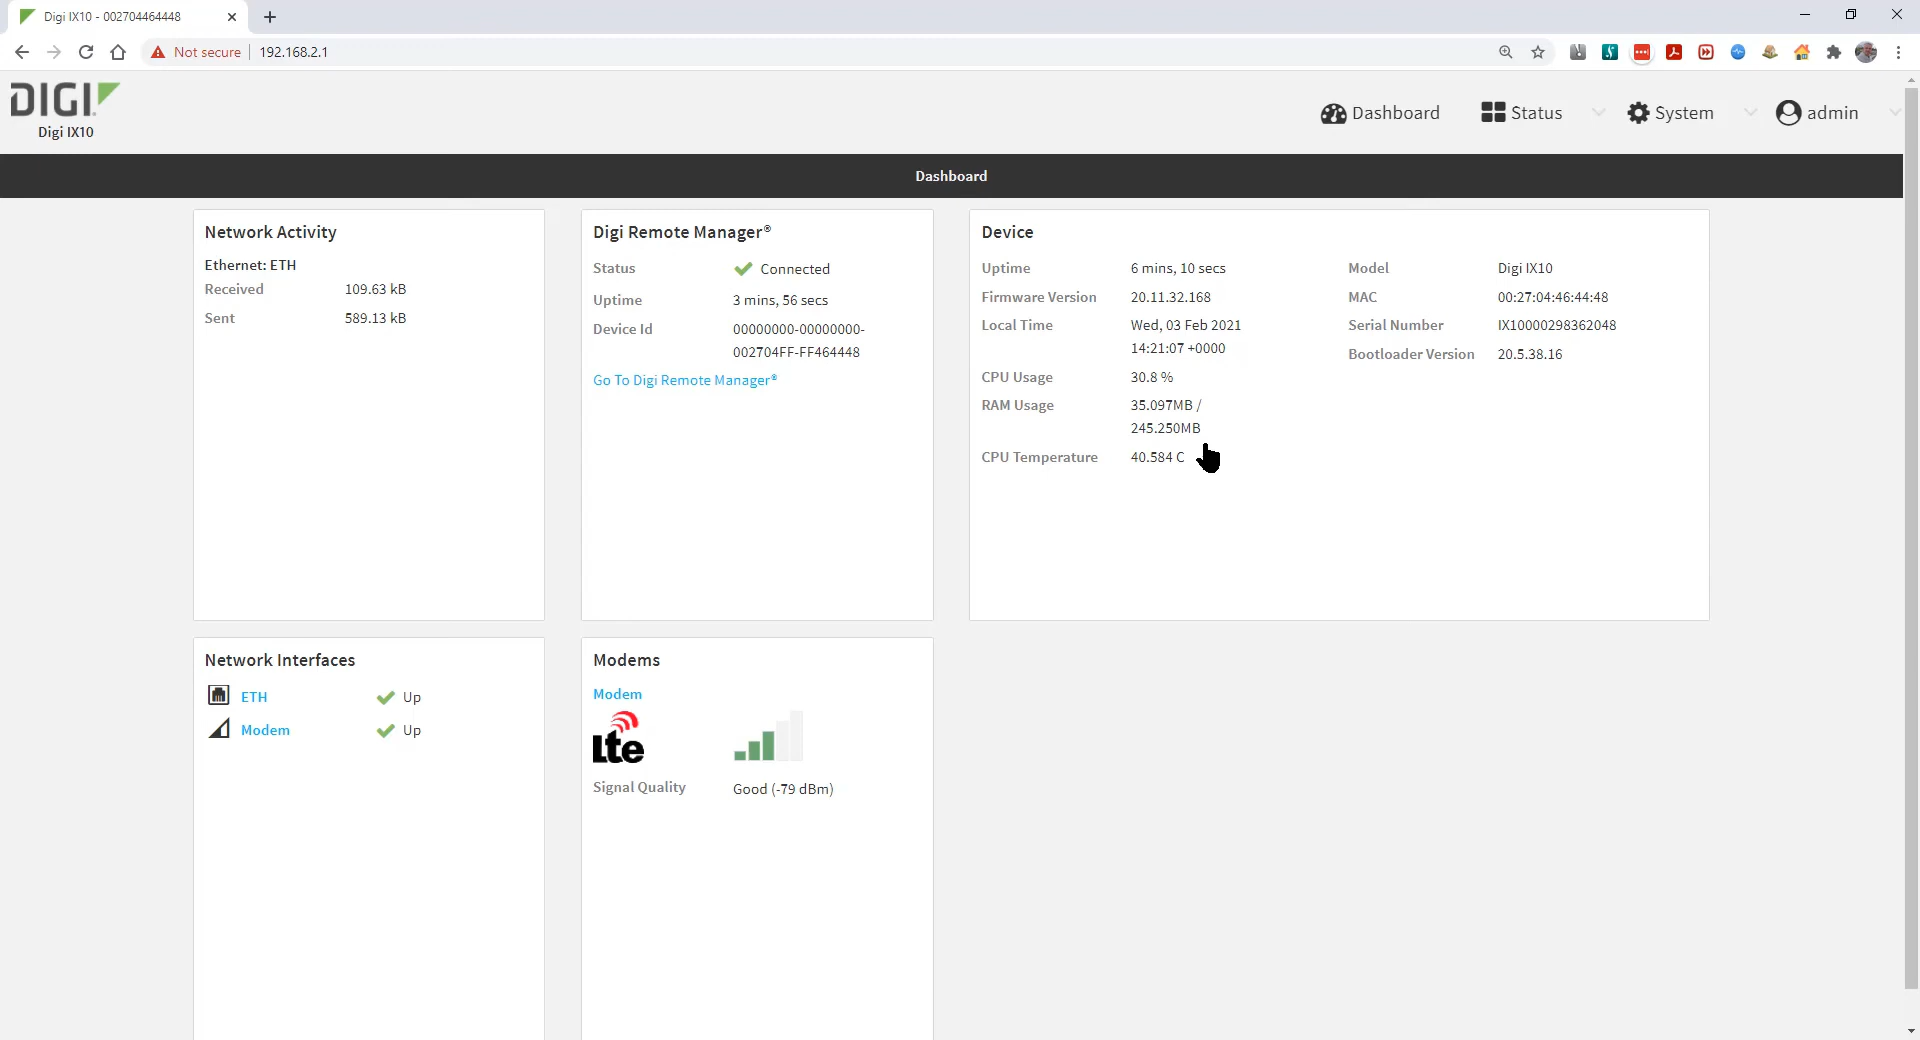 Digi IX10 - 002704464448
Not secure 192.168.2.1
DIGI
Digi IX10
Dashboard Status System admin
Dashboard
Network Activity
Ethernet: ETH
Received 109.63 kB
Sent 589.13 kB
Digi Remote Manager®
Status Connected
Uptime 3 mins, 56 secs
Device Id 00000000-00000000-
002704FF-FF464448
Go To Digi Remote Manager®
Device
Uptime 6 mins, 10 secs
Firmware Version 20.11.32.168
Local Time Wed, 03 Feb 2021
14:21:07 +0000
CPU Usage 30.8 %
RAM Usage 35.097MB /
245.250MB
CPU Temperature 40.584 C
Model Digi IX10
MAC 00:27:04:46:44:48
Serial Number IX10000298362048
Bootloader Version 20.5.38.16
Network Interfaces
ETH Up
Modem Up
Modems
Modem
Lte
Signal Quality Good (-79 dBm)